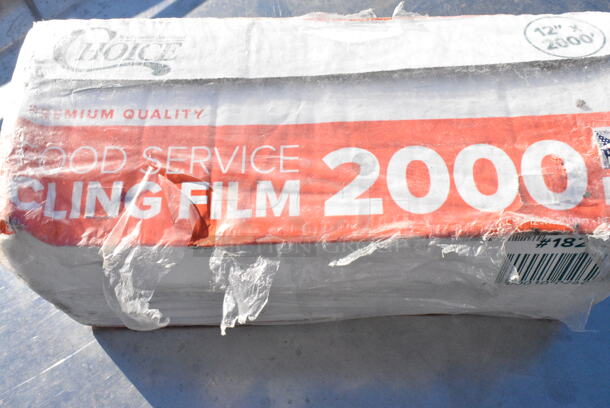 CHOICE
12" x
2000'
PREMIUM QUALITY
FOOD SERVICE
CLING FILM 2000
#182